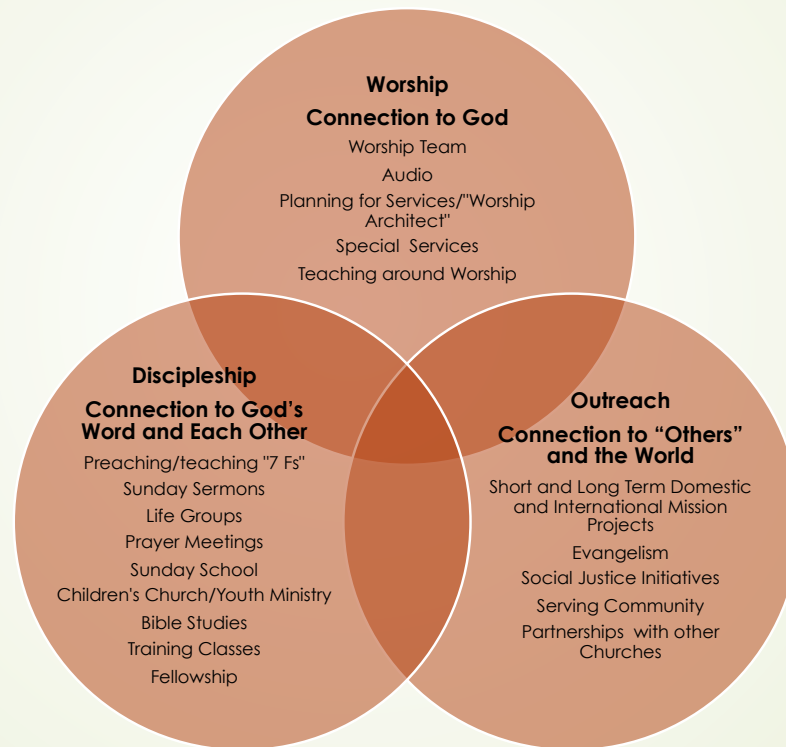 Worship
Connection to God
Worship Team
Audio
Planning for Services/"Worship
Architect"
Special  Services
Teaching around Worship
Discipleship
Connection to God’s
Word and Each Other
Preaching/teaching "7 Fs"
Sunday Sermons
Life Groups
Prayer Meetings
Sunday School
Children's Church/Youth Ministry
Bible Studies
Training Classes
Fellowship
Outreach
Connection to “Others”
and the World
Short and Long Term Domestic
and International Mission
Projects
Evangelism
Social Justice Initiatives
Serving Community
Partnerships  with other
Churches